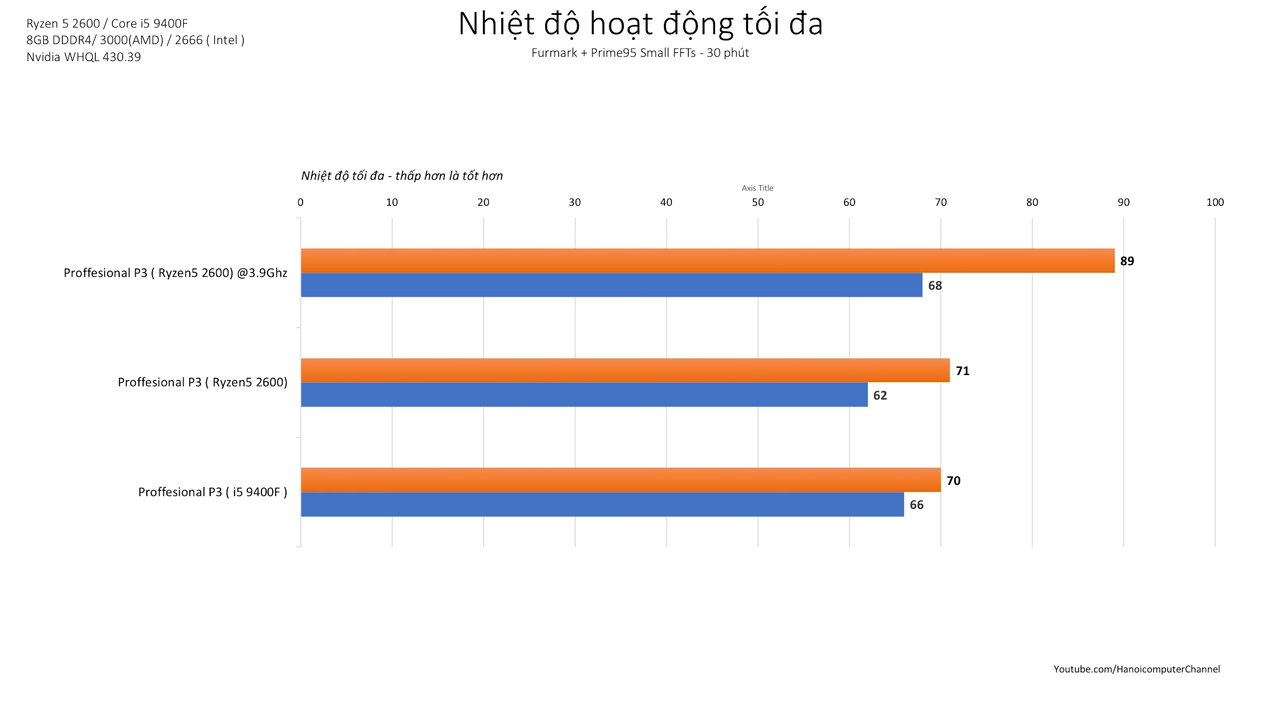 Ryzen 5 2600 / Core i5 9400F
8GB DDDR4/ 3000(AMD) / 2666 ( Intel )
Nvidia WHQL 430.39
Nhiệt độ hoạt động tối đa
Furmark + Prime95 Small FFTs - 30 phút
Nhiệt độ tối đa - thấp hơn là tốt hơn
Axis Title
0 10 20 30 40 50 60 70 80 90 100
Proffesional P3 ( Ryzen5 2600) @3.9Ghz
89
68
Proffesional P3 ( Ryzen5 2600)
71
62
Proffesional P3 ( i5 9400F )
70
66
Youtube.com/HanoicomputerChannel